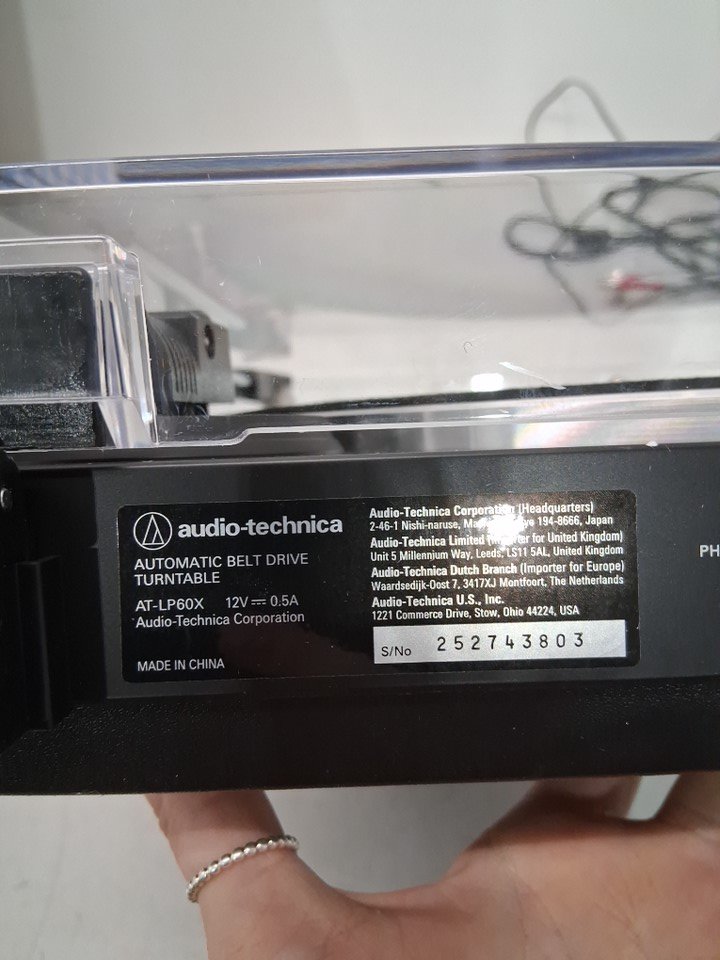 audio-technica
AUTOMATIC BELT DRIVE
TURNTABLE
AT-LP60X 12V ⎓ 0.5A
Audio-Technica Corporation
MADE IN CHINA
Audio-Technica Corporation (Headquarters)
2-46-1 Nishi-naruse, 194-8666, Japan
Audio-Technica Limited for United Kingdom)
Unit 5 Millennium Way, Leeds, LS11 5AL, United Kingdom
Audio-Technica Dutch Branch (Importer for Europe)
Waardsedijk-Oost 7, 3417XJ Montfoort, The Netherlands
Audio-Technica U.S., Inc.
1221 Commerce Drive, Stow, Ohio 44224, USA
S/No 252743803
PH